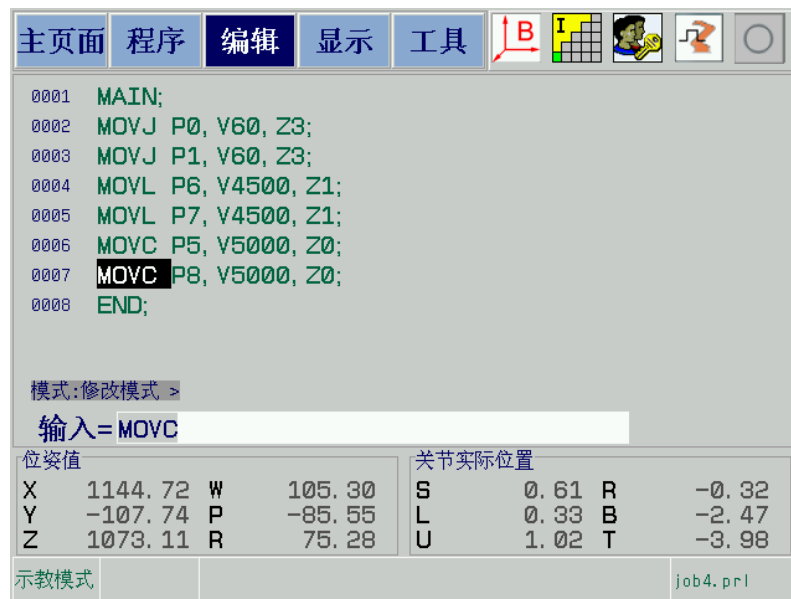 主页面 程序 编辑 显示 工具 B I
0001 MAIN;
0002 MOVJ P0, V60, Z3;
0003 MOVJ P1, V60, Z3;
0004 MOVL P6, V4500, Z1;
0005 MOVL P7, V4500, Z1;
0006 MOVC P5, V5000, Z0;
0007 MOVC P8, V5000, Z0;
0008 END;
模式:修改模式 >
输入= MOVC
位姿值 关节实际位置
X 1144.72 W 105.30 S 0.61 R -0.32
Y -107.74 P -85.55 L 0.33 B -2.47
Z 1073.11 R 75.28 U 1.02 T -3.98
示教模式 job4.prl